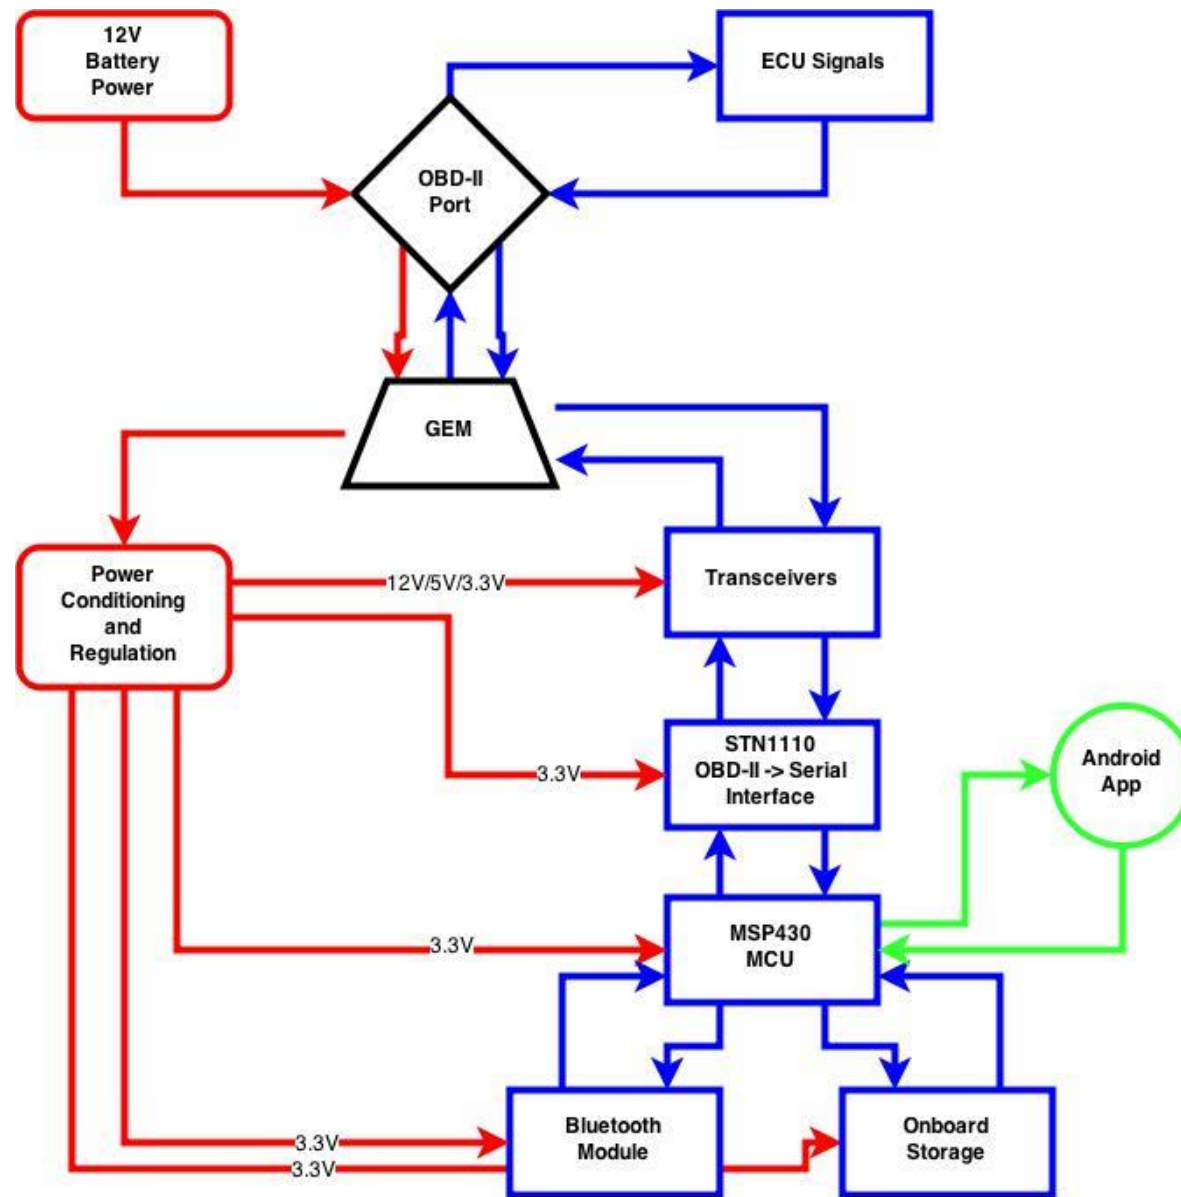 12V
Battery
Power
ECU Signals
OBD-II
Port
GEM
Power
Conditioning
and
Regulation
12V/5V/3.3V
Transceivers
STN1110
OBD-II -> Serial
Interface
3.3V
Android
App
MSP430
MCU
3.3V
Bluetooth
Module
Onboard
Storage
3.3V
3.3V